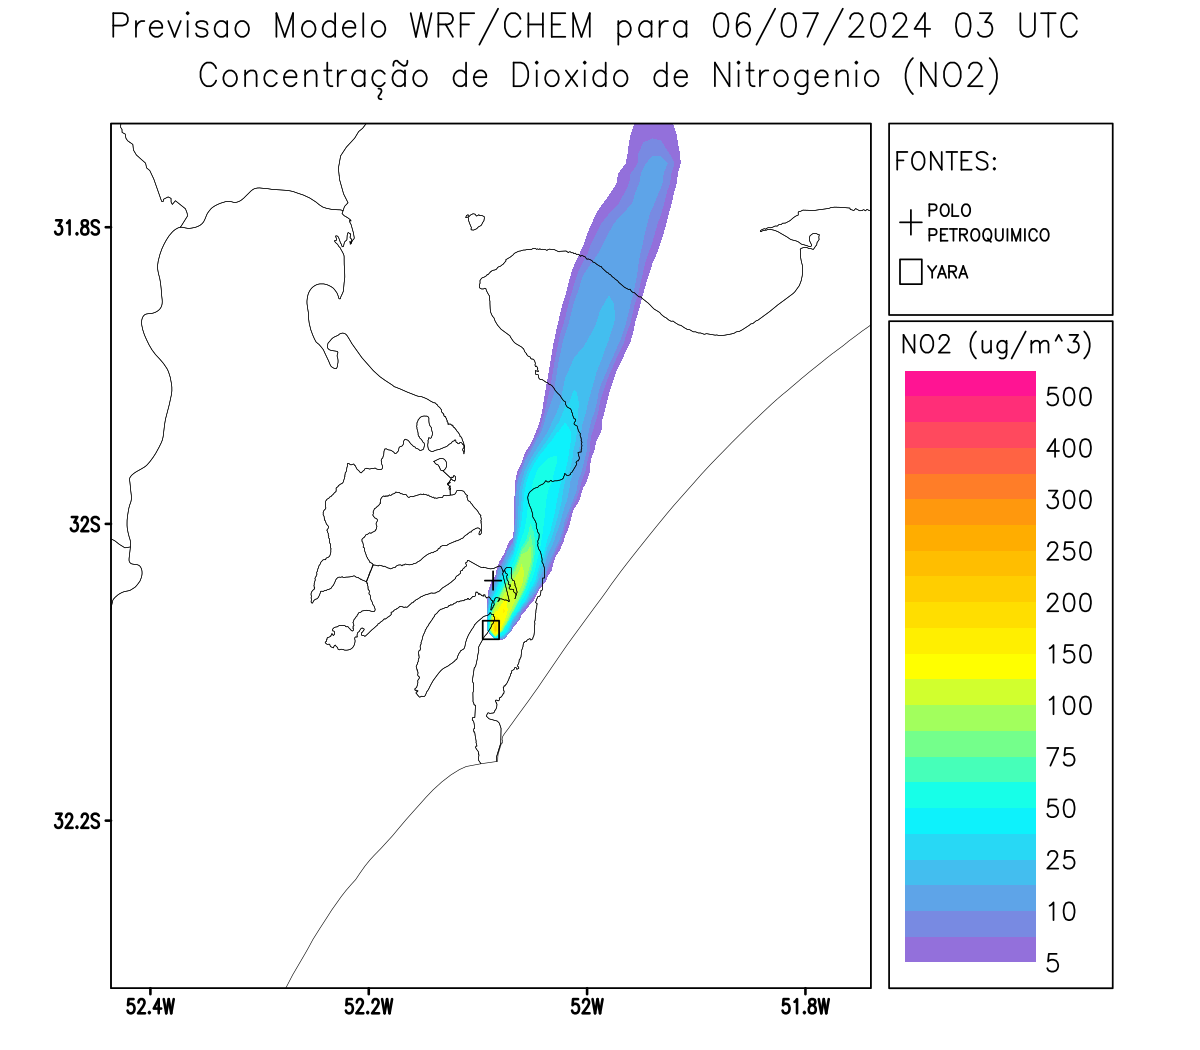 Previsao Modelo WRF/CHEM para 06/07/2024 03 UTC
Concentração de Dioxido de Nitrogenio (NO2)
FONTES:
POLO
PETROQUIMICO
YARA
NO2 (ug/m^3)
500
400
300
250
200
150
100
75
50
25
10
5
31.8S
32S
32.2S
52.4W
52.2W
52W
51.8W